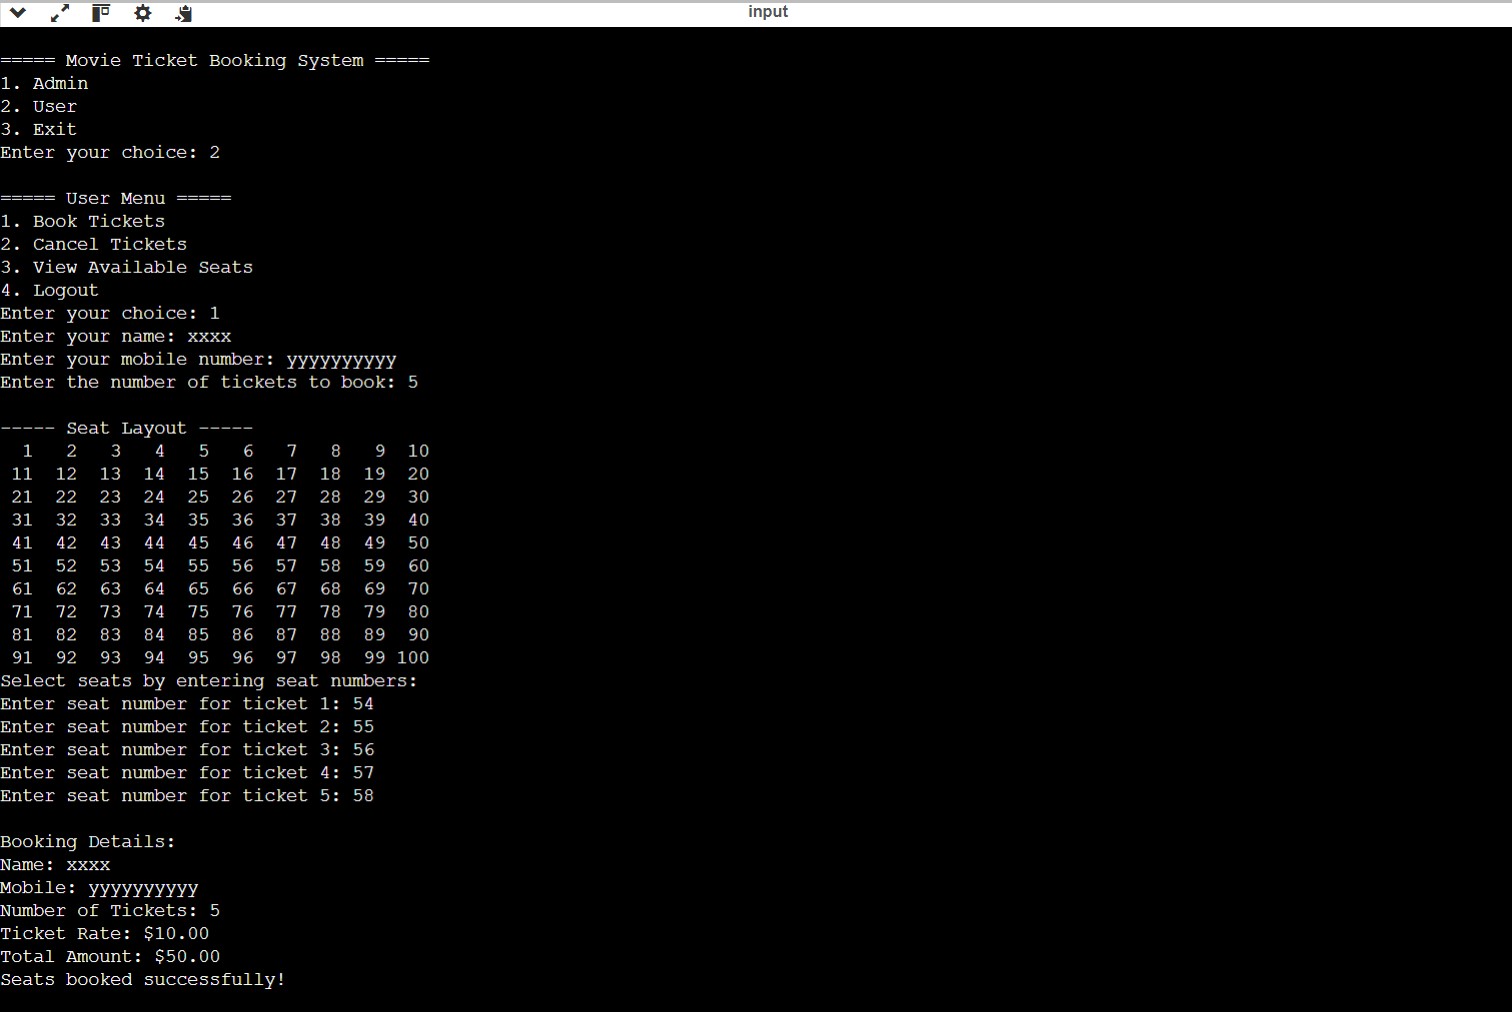 input
===== Movie Ticket Booking System =====
1. Admin
2. User
3. Exit
Enter your choice: 2
===== User Menu =====
1. Book Tickets
2. Cancel Tickets
3. View Available Seats
4. Logout
Enter your choice: 1
Enter your name: xxxx
Enter your mobile number: yyyyyyyyyy
Enter the number of tickets to book: 5
----- Seat Layout -----
1 2 3 4 5 6 7 8 9 10
11 12 13 14 15 16 17 18 19 20
21 22 23 24 25 26 27 28 29 30
31 32 33 34 35 36 37 38 39 40
41 42 43 44 45 46 47 48 49 50
51 52 53 54 55 56 57 58 59 60
61 62 63 64 65 66 67 68 69 70
71 72 73 74 75 76 77 78 79 80
81 82 83 84 85 86 87 88 89 90
91 92 93 94 95 96 97 98 99 100
Select seats by entering seat numbers:
Enter seat number for ticket 1: 54
Enter seat number for ticket 2: 55
Enter seat number for ticket 3: 56
Enter seat number for ticket 4: 57
Enter seat number for ticket 5: 58
Booking Details:
Name: xxxx
Mobile: yyyyyyyyyy
Number of Tickets: 5
Ticket Rate: $10.00
Total Amount: $50.00
Seats booked successfully!